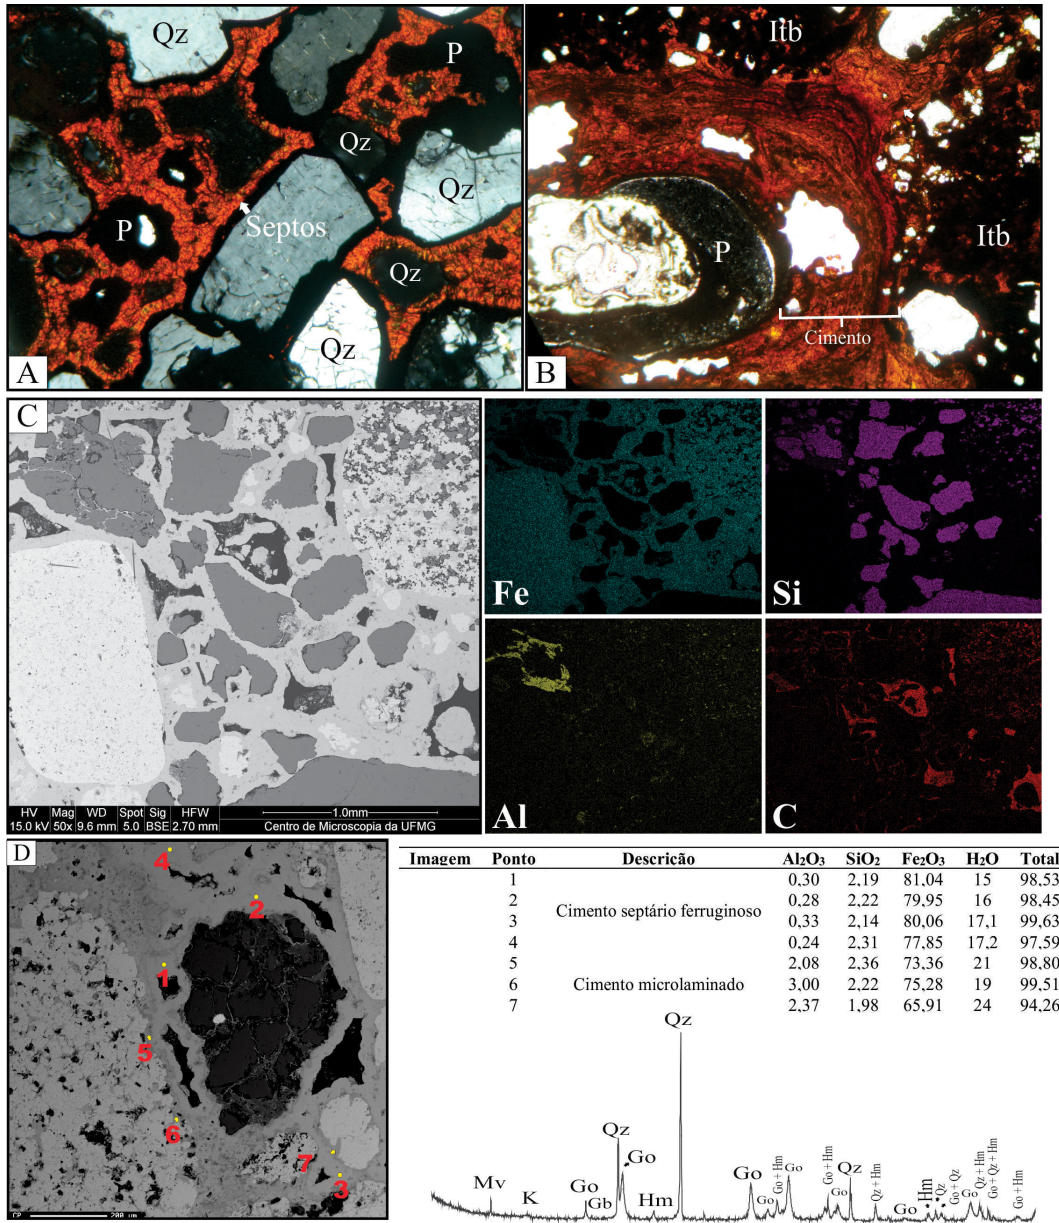 Qz
P
Qz
Qz
P
Septos
Qz
Qz
A
Itb
Itb
P
Cimento
B
C
HV Mag WD Spot Sig HFW
15.0 kV 50x 9.6 mm 5.0 BSE 2.70 mm
1.0mm
Centro de Microscopia da UFMG
Fe
Si
Al
C
D
4
2
1
5
6
7
3
CP
200 µm
Imagem Ponto Descrição Al₂O₃ SiO₂ Fe₂O₃ H₂O Total
1 0,30 2,19 81,04 15 98,53
2 0,28 2,22 79,95 16 98,45
Cimento septário ferruginoso
3 0,33 2,14 80,06 17,1 99,63
4 0,24 2,31 77,85 17,2 97,59
5 2,08 2,36 73,36 21 98,80
6 Cimento microlaminado 3,00 2,22 75,28 19 99,51
7 2,37 1,98 65,91 24 94,26
Mv
K
Go
Gb
Qz
Go
Hm
Qz
Go
Go
Go + Hm
Go
Go + Hm
Go
Qz
Qz + Hm
Go
Hm
Qz
Go + Qz
Go
Qz + Hm
Go + Qz + Hm
Go + Hm